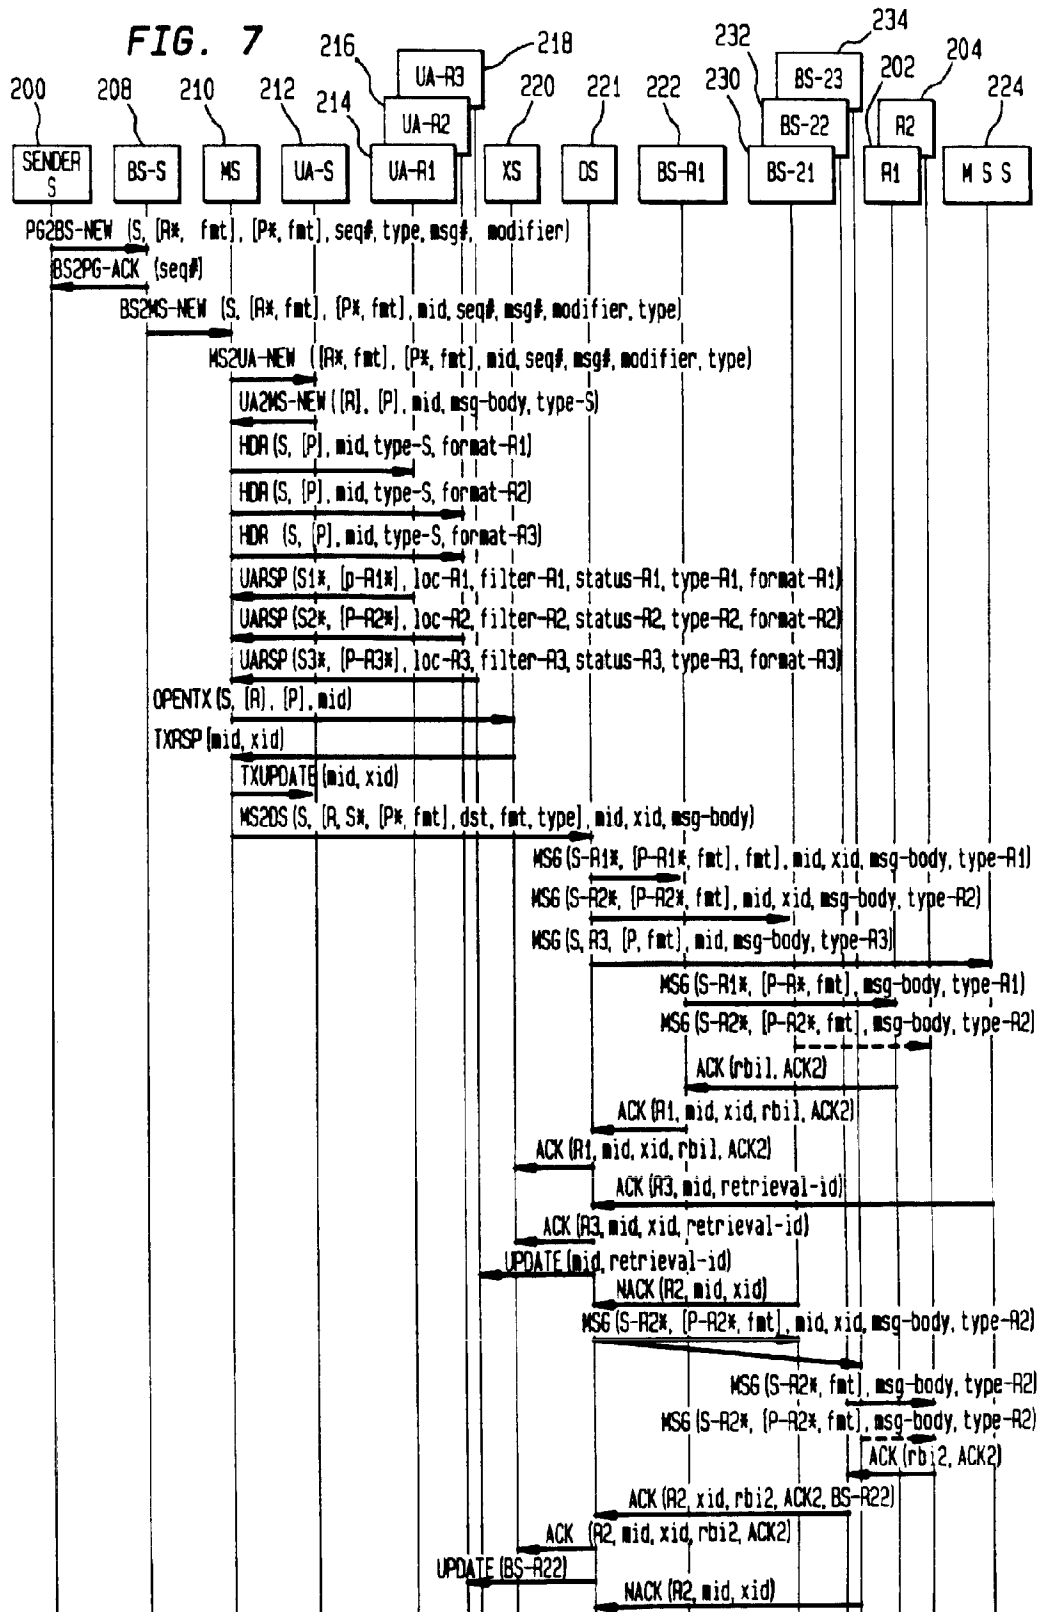 FIG. 7
200
208
210
212
214
216
218
220
221
222
230
232
234
202
204
224
UA-R3
UA-R2
UA-R1
BS-23
BS-22
BS-21
R2
R1
SENDER S
BS-S
MS
UA-S
XS
DS
BS-R1
M S S
PG2BS-NEW (S, [R*, fmt], [P*, fmt], seq#, type, msg#, modifier)
BS2PG-ACK (seq#)
BS2MS-NEW (S, [R*, fmt], [P*, fmt], mid, seq#, msg#, modifier, type)
MS2UA-NEW ([R*, fmt], [P*, fmt], mid, seq#, msg#, modifier, type)
UA2MS-NEW ([R], [P], mid, msg-body, type-S)
HDR (S, [P], mid, type-S, format-R1)
HDR (S, [P], mid, type-S, format-R2)
HDR (S, [P], mid, type-S, format-R3)
UARSP (S1*, [p-R1*], loc-R1, filter-R1, status-R1, type-R1, format-R1)
UARSP (S2*, [P-R2*], loc-R2, filter-R2, status-R2, type-R2, format-R2)
UARSP (S3*, [P-R3*], loc-R3, filter-R3, status-R3, type-R3, format-R3)
OPENTX (S, [R], [P], mid)
TXRSP (mid, xid)
TXUPDATE (mid, xid)
MS2DS (S, [R, S*, [P*, fmt], dst, fmt, type], mid, xid, msg-body)
MSG (S-R1*, [P-R1*, fmt], fmt], mid, xid, msg-body, type-R1)
MSG (S-R2*, [P-R2*, fmt], mid, xid, msg-body, type-R2)
MSG (S, R3, [P, fmt], mid, msg-body, type-R3)
MSG (S-R1*, [P-R*, fmt], msg-body, type-R1)
MSG (S-R2*, [P-R2*, fmt], msg-body, type-R2)
ACK (rbi1, ACK2)
ACK (R1, mid, xid, rbi1, ACK2)
ACK (R1, mid, xid, rbi1, ACK2)
ACK (R3, mid, retrieval-id)
ACK (R3, mid, xid, retrieval-id)
UPDATE (mid, retrieval-id)
NACK (R2, mid, xid)
MSG (S-R2*, [P-R2*, fmt], mid, xid, msg-body, type-R2)
MSG (S-R2*, fmt], msg-body, type-R2)
MSG (S-R2*, [P-R2*, fmt], msg-body, type-R2)
ACK (rbi2, ACK2)
ACK (R2, xid, rbi2, ACK2, BS-R22)
ACK (R2, mid, xid, rbi2, ACK2)
UPDATE (BS-R22)
NACK (R2, mid, xid)